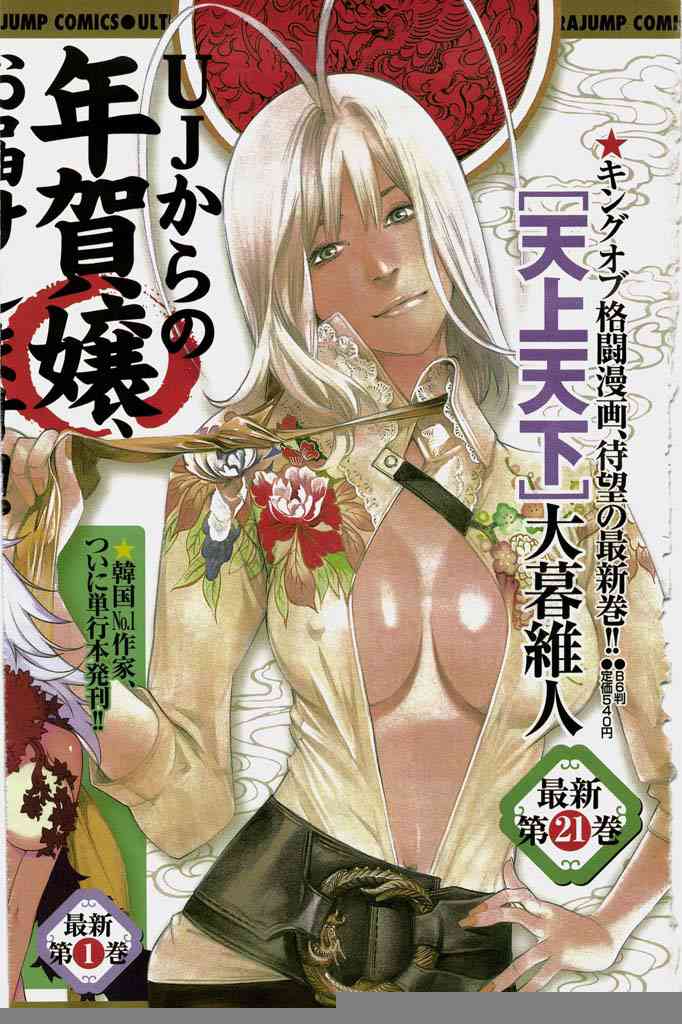 JUMP COMICS●ULT
RAJUMP COMI
★キングオブ格闘漫画、待望の最新巻!!
●B6判
●定価540円
[天上天下]大暮維人
最新
第21巻
UJからの
年賀嬢、
★韓国No.1作家、
ついに単行本発刊!!
最新
第1巻